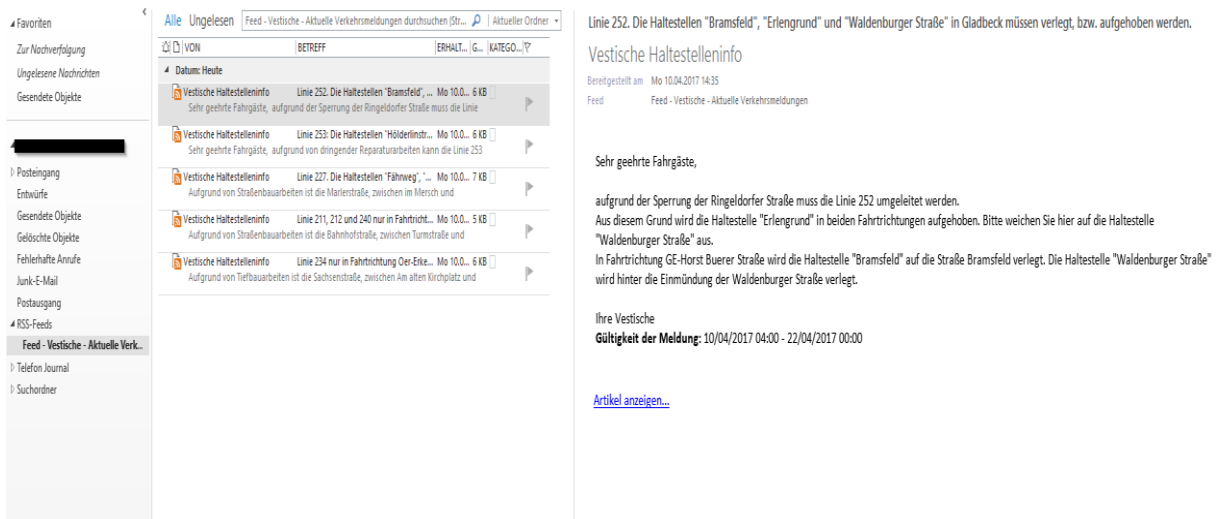 Favoriten
Zur Nachverfolgung
Ungelesene Nachrichten
Gesendete Objekte
Posteingang
Entwürfe
Gesendete Objekte
Gelöschte Objekte
Fehlerhafte Anrufe
Junk-E-Mail
Postausgang
RSS-Feeds
Feed - Vestische - Aktuelle Verk...
Telefon Journal
Suchordner
Alle Ungelesen Feed - Vestische - Aktuelle Verkehrsmeldungen durchsuchen (Str... Aktueller Ordner
VON BETREFF ERHALT... G... KATEGO...
Datum: Heute
Vestische Haltestelleninfo Linie 252. Die Haltestellen "Bramsfeld", ... Mo 10.0... 6 KB
Sehr geehrte Fahrgäste, aufgrund der Sperrung der Ringeldorfer Straße muss die Linie
Vestische Haltestelleninfo Linie 253: Die Haltestellen "Hölderlinstr... Mo 10.0... 6 KB
Sehr geehrte Fahrgäste, aufgrund von dringender Reparaturarbeiten kann die Linie 253
Vestische Haltestelleninfo Linie 227. Die Haltestellen "Fährweg", "... Mo 10.0... 7 KB
Aufgrund von Straßenbauarbeiten ist die Marlerstraße, zwischen im Mersch und
Vestische Haltestelleninfo Linie 211, 212 und 240 nur in Fahrtricht... Mo 10.0... 5 KB
Aufgrund von Straßenbauarbeiten ist die Bahnhofstraße, zwischen Turmstraße und
Vestische Haltestelleninfo Linie 234 nur in Fahrtrichtung Oer-Erke... Mo 10.0... 6 KB
Aufgrund von Tiefbauarbeiten ist die Sachsenstraße, zwischen Am alten Kirchplatz und
Linie 252. Die Haltestellen "Bramsfeld", "Erlengrund" und "Waldenburger Straße" in Gladbeck müssen verlegt, bzw. aufgehoben werden.
Vestische Haltestelleninfo
Bereitgestellt am Mo 10.04.2017 14:35
Feed Feed - Vestische - Aktuelle Verkehrsmeldungen
Sehr geehrte Fahrgäste,
aufgrund der Sperrung der Ringeldorfer Straße muss die Linie 252 umgeleitet werden.
Aus diesem Grund wird die Haltestelle "Erlengrund" in beiden Fahrtrichtungen aufgehoben. Bitte weichen Sie hier auf die Haltestelle
"Waldenburger Straße" aus.
In Fahrtrichtung GE-Horst Buerer Straße wird die Haltestelle "Bramsfeld" auf die Straße Bramsfeld verlegt. Die Haltestelle "Waldenburger Straße"
wird hinter die Einmündung der Waldenburger Straße verlegt.
Ihre Vestische
Gültigkeit der Meldung: 10/04/2017 04:00 - 22/04/2017 00:00
Artikel anzeigen...